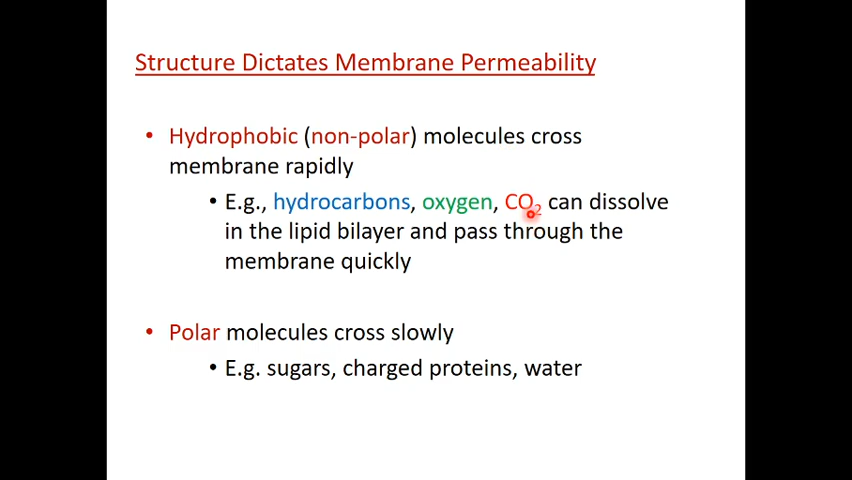 Structure Dictates Membrane Permeability
• Hydrophobic (non-polar) molecules cross
membrane rapidly
• E.g., hydrocarbons, oxygen, CO₂ can dissolve
in the lipid bilayer and pass through the
membrane quickly
• Polar molecules cross slowly
• E.g. sugars, charged proteins, water